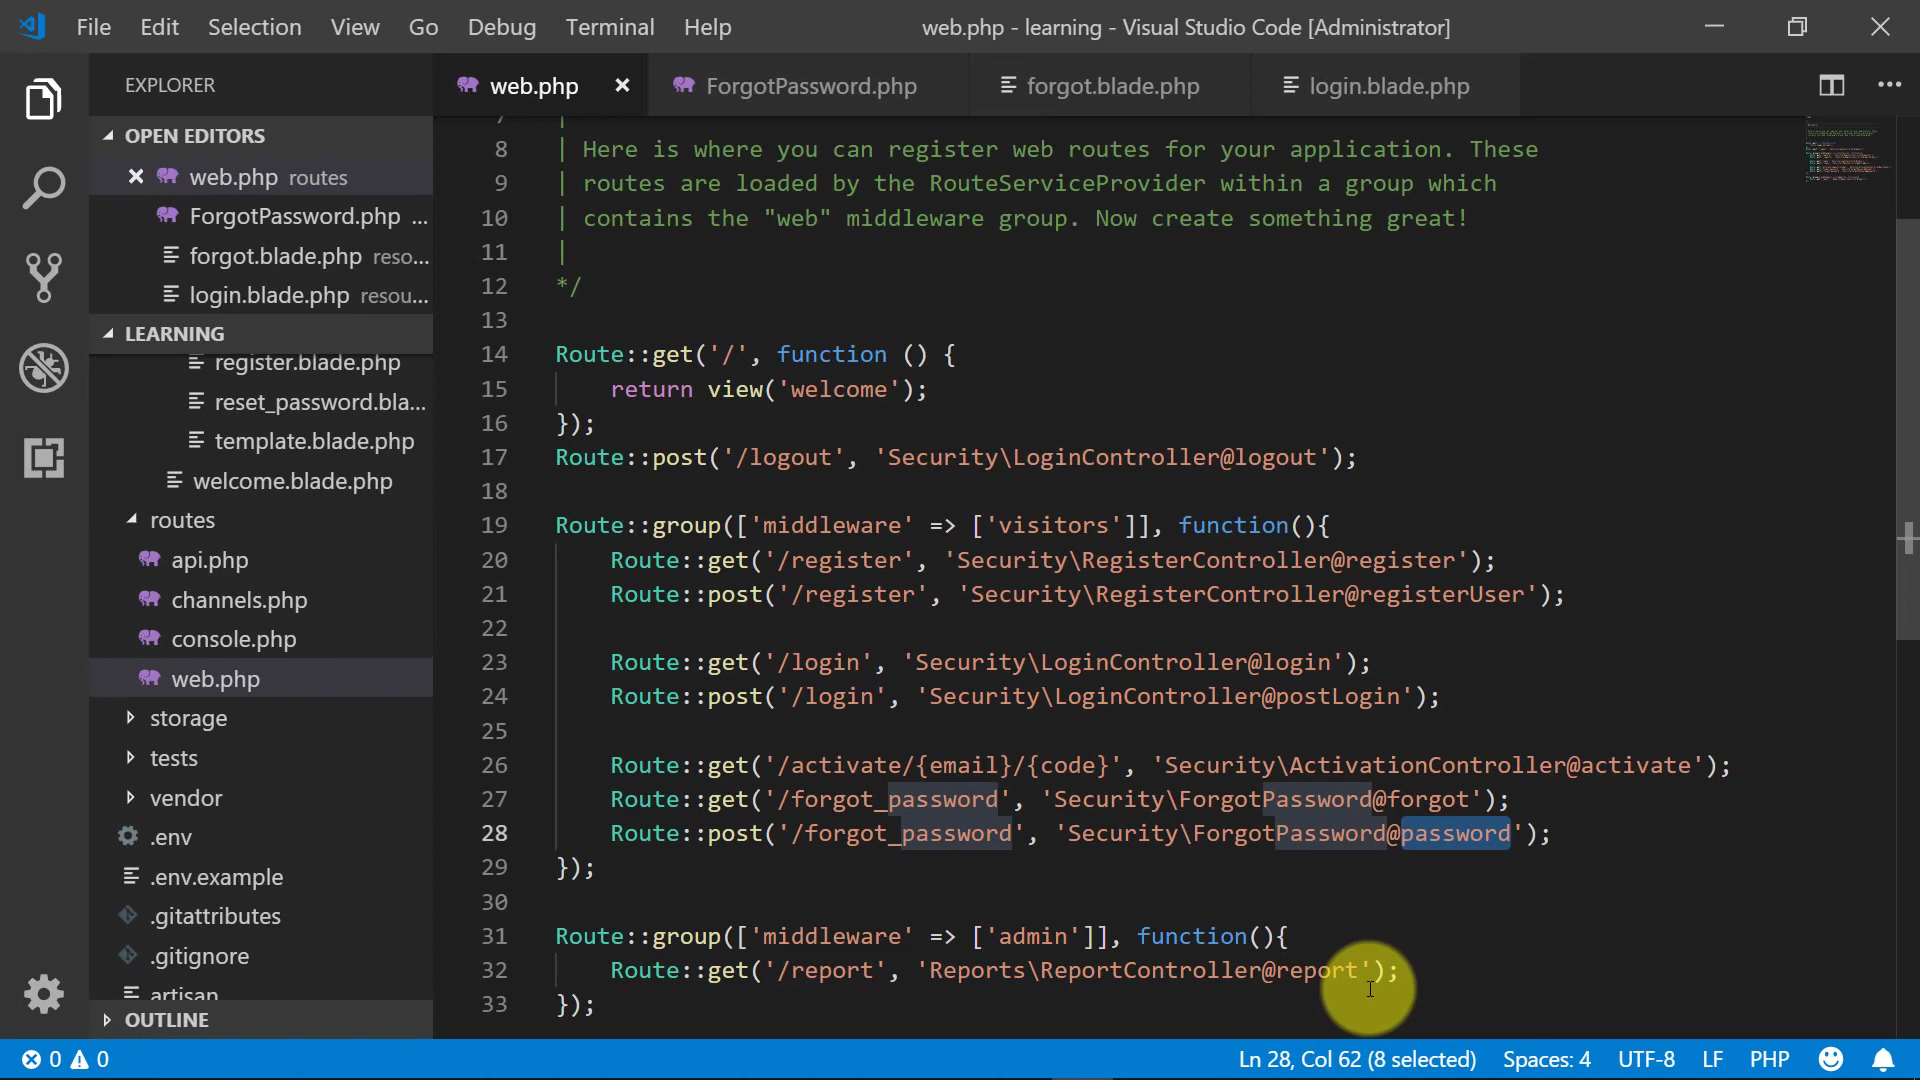 File Edit Selection View Go Debug Terminal Help
web.php - learning - Visual Studio Code [Administrator]
EXPLORER
OPEN EDITORS
web.php routes
ForgotPassword.php ...
forgot.blade.php reso...
login.blade.php resou...
LEARNING
register.blade.php
reset_password.bla...
template.blade.php
welcome.blade.php
routes
api.php
channels.php
console.php
web.php
storage
tests
vendor
.env
.env.example
.gitattributes
.gitignore
artisan
OUTLINE
web.php ForgotPassword.php forgot.blade.php login.blade.php
7 |
8 | Here is where you can register web routes for your application. These
9 | routes are loaded by the RouteServiceProvider within a group which
10 | contains the "web" middleware group. Now create something great!
11 |
12 */
13
14 Route::get('/', function () {
15     return view('welcome');
16 });
17 Route::post('/logout', 'Security\LoginController@logout');
18
19 Route::group(['middleware' => ['visitors']], function(){
20     Route::get('/register', 'Security\RegisterController@register');
21     Route::post('/register', 'Security\RegisterController@registerUser');
22
23     Route::get('/login', 'Security\LoginController@login');
24     Route::post('/login', 'Security\LoginController@postLogin');
25
26     Route::get('/activate/{email}/{code}', 'Security\ActivationController@activate');
27     Route::get('/forgot_password', 'Security\ForgotPassword@forgot');
28     Route::post('/forgot_password', 'Security\ForgotPassword@password');
29 });
30
31 Route::group(['middleware' => ['admin']], function(){
32     Route::get('/report', 'Reports\ReportController@report');
33 });
0 0 Ln 28, Col 62 (8 selected) Spaces: 4 UTF-8 LF PHP